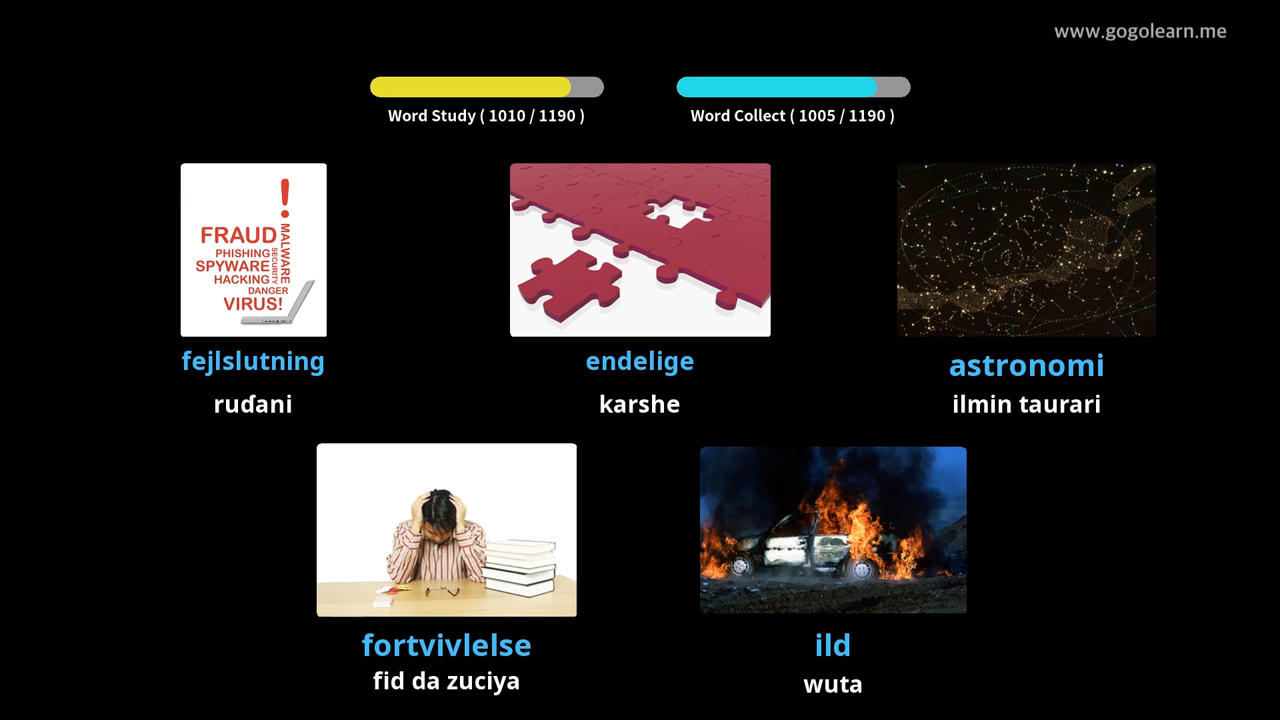 www.gogolearn.me
Word Study ( 1010 / 1190 )
Word Collect ( 1005 / 1190 )
!
FRAUD
PHISHING
SPYWARE
HACKING
DANGER
VIRUS!
MALWARE
SECURITY
fejlslutning
endelige
astronomi
ruɗani
karshe
ilmin taurari
fortvivlelse
ild
fid da zuciya
wuta